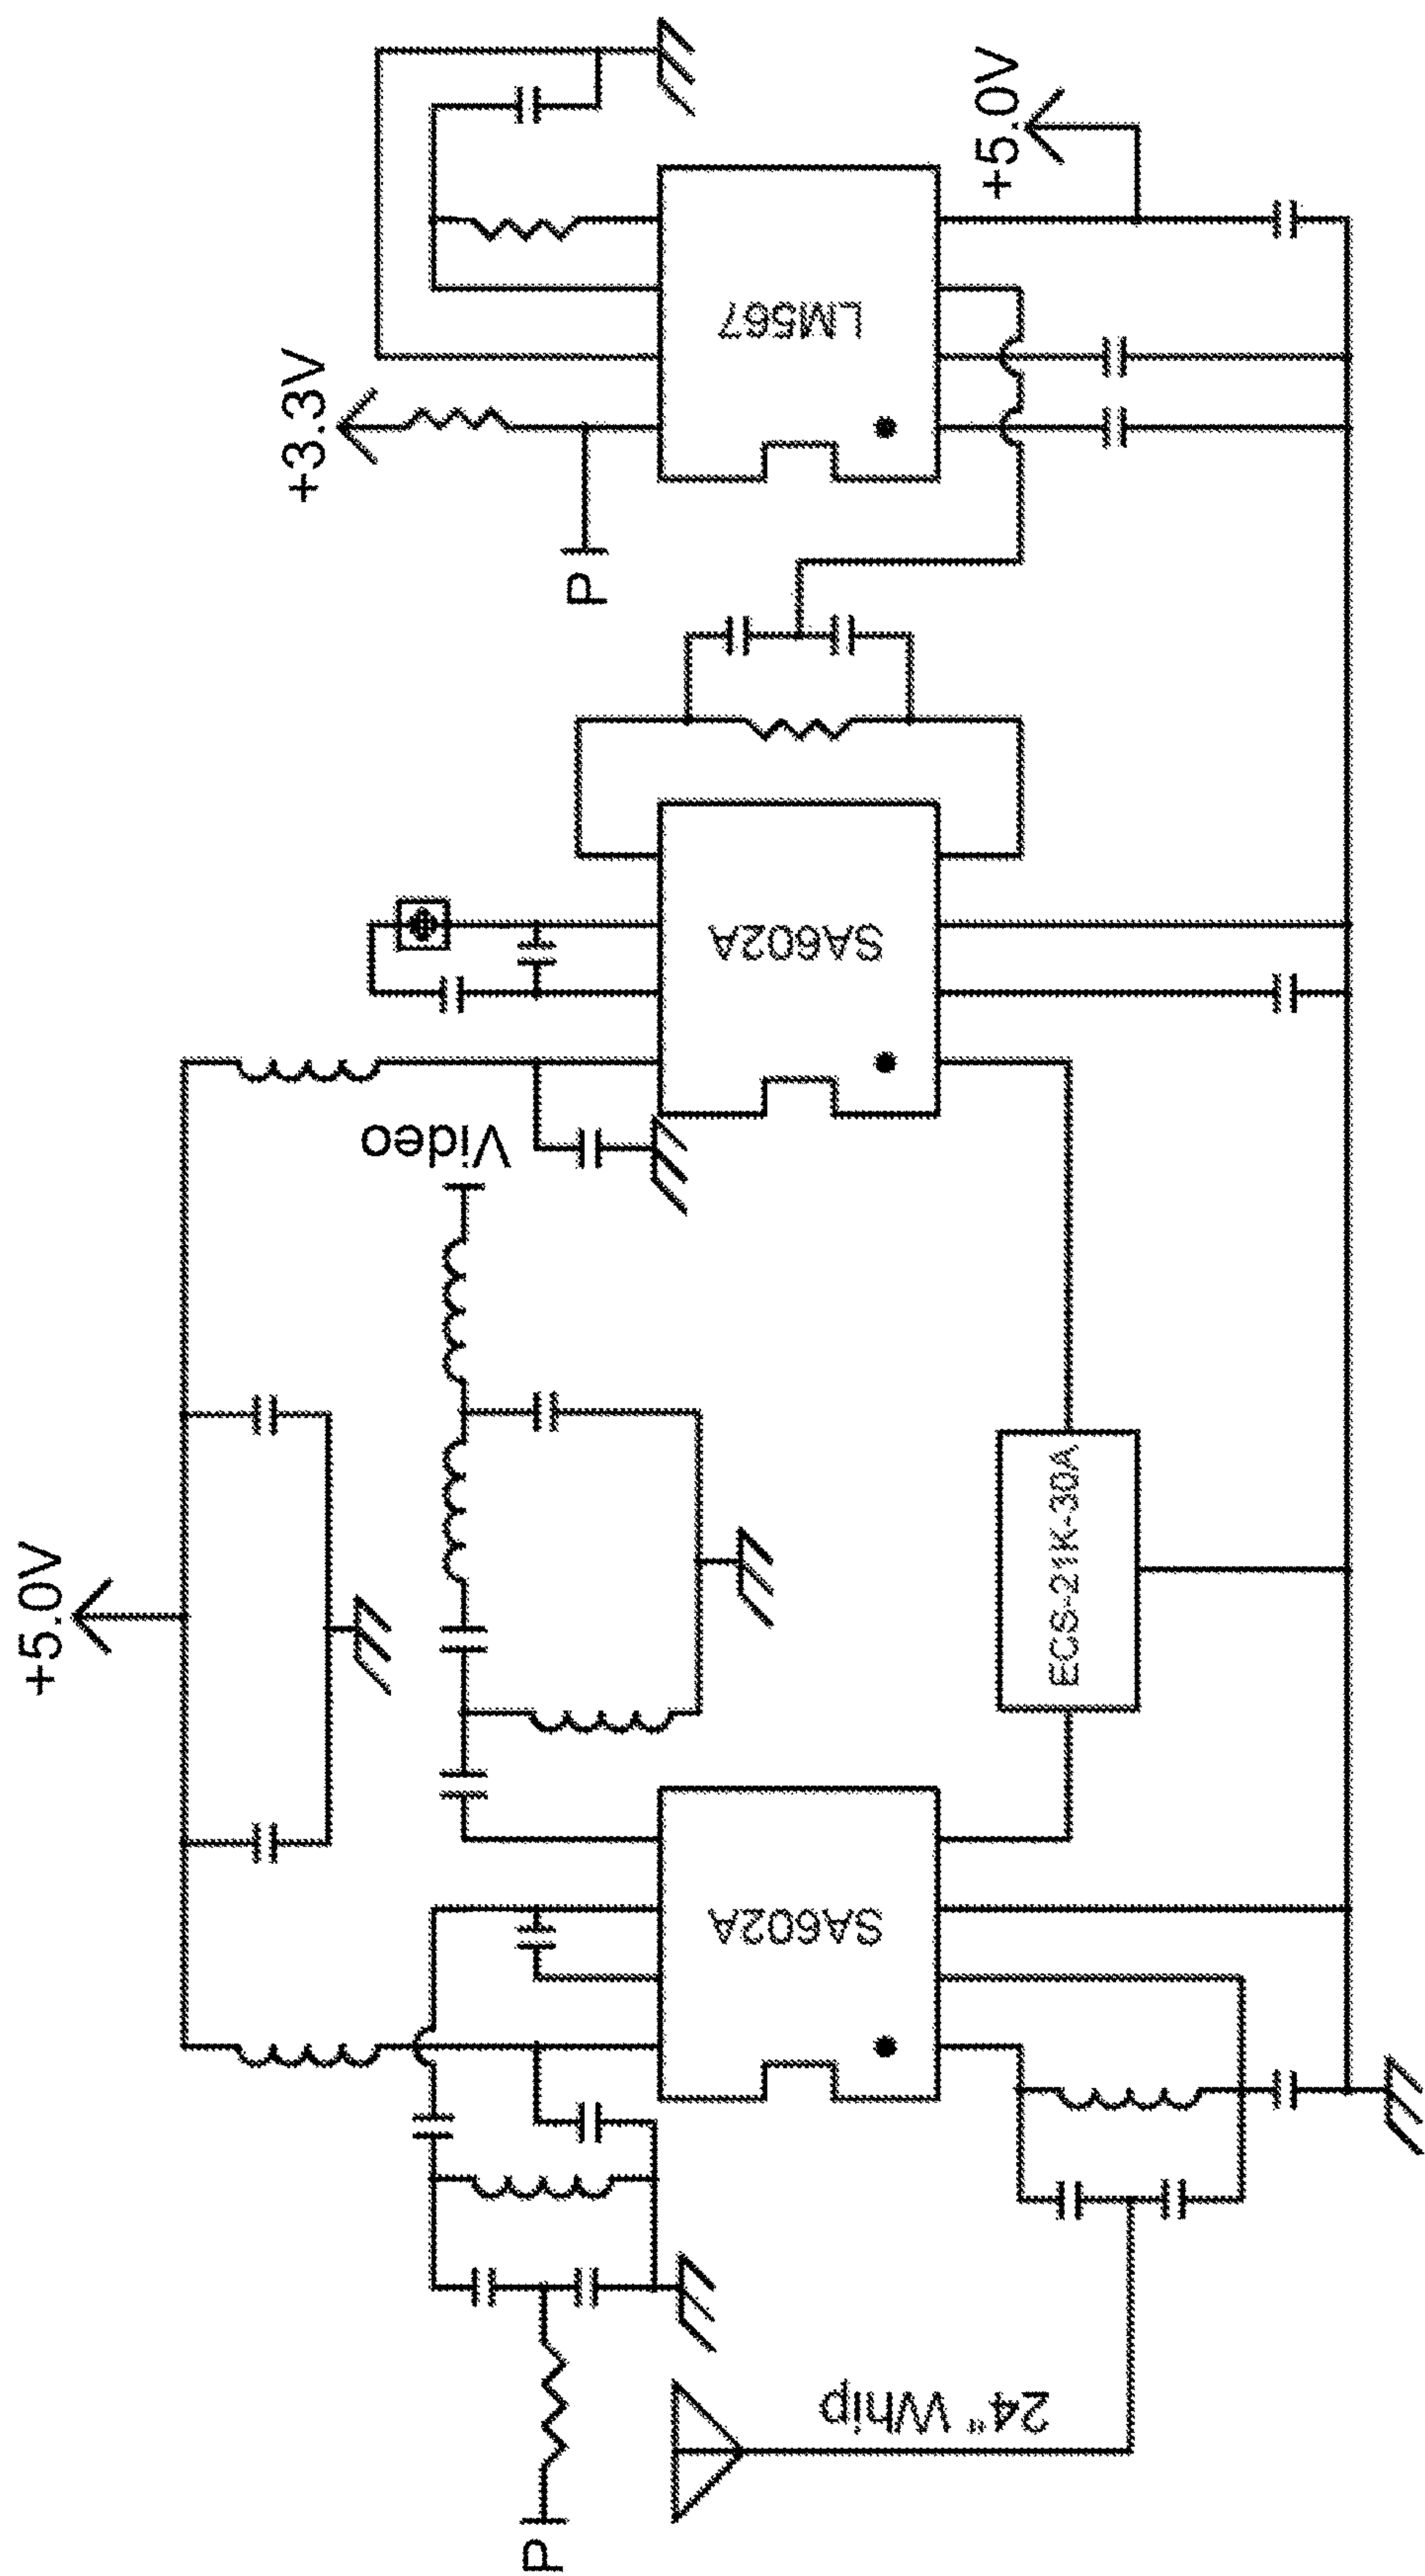 +5.0V
+3.3V
LM567
P
SA602A
Video
+5.0V
ECS-21K-30A
SA602A
24" Whip
P